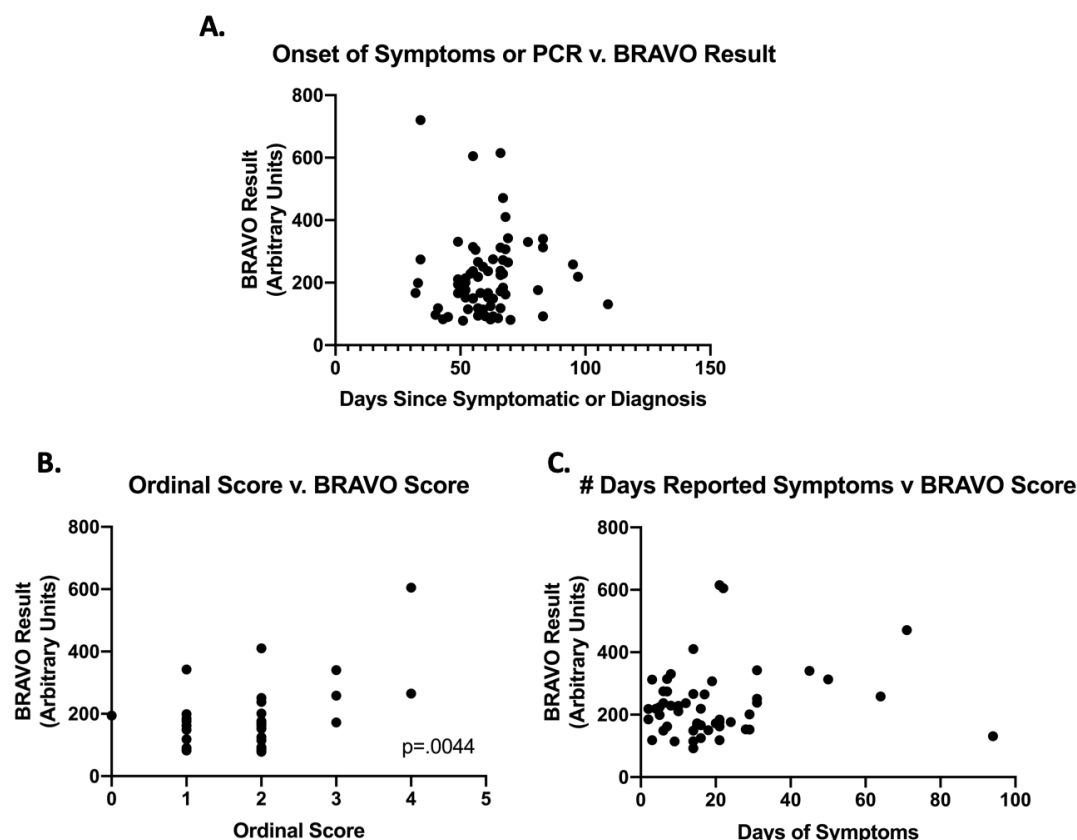 A.
Onset of Symptoms or PCR v. BRAVO Result
BRAVO Result
(Arbitrary Units)
800
600
400
200
0
0 50 100 150
Days Since Symptomatic or Diagnosis
B.
Ordinal Score v. BRAVO Score
BRAVO Result
(Arbitrary Units)
800
600
400
200
0
p=.0044
0 1 2 3 4 5
Ordinal Score
C.
# Days Reported Symptoms v BRAVO Score
BRAVO Result
(Arbitrary Units)
800
600
400
200
0
0 20 40 60 80 100
Days of Symptoms